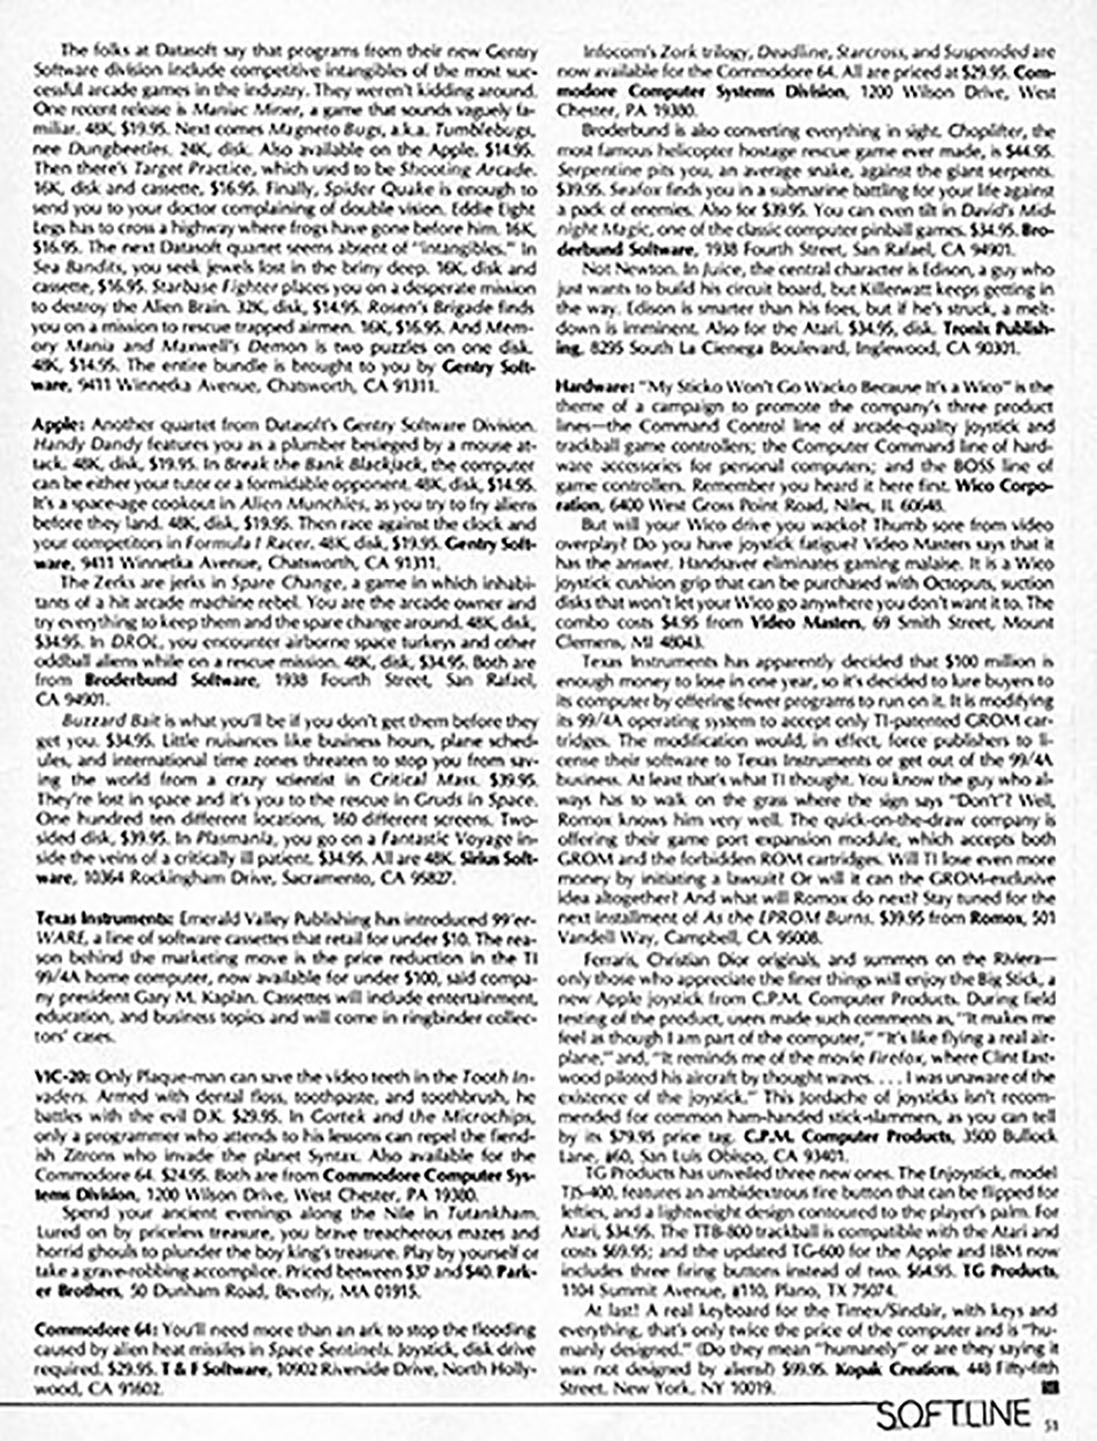 The folks at Datasoft say that programs from their new Gentry
Software division include competitive intangibles of the most suc-
cessful arcade games in the industry. They weren't kidding around.
One recent release is Maniac Miner, a game that sounds vaguely fa-
miliar. 48K, $19.95. Next comes Magneto Bugs, a.k.a. Tumblebugs,
nee Dungbeetles. 24K, disk. Also available on the Apple. $14.95.
Then there's Target Practice, which used to be Shooting Arcade.
16K, disk and cassette, $16.95. Finally, Spider Quake is enough to
send you to your doctor complaining of double vision. Eddie Eight
Legs has to cross a highway where frogs have gone before him. 16K,
$16.95. The next Datasoft quartet seems absent of "intangibles." In
Sea Bandits, you seek jewels lost in the briny deep. 16K, disk and
cassette, $16.95. Starbase Fighter places you on a desperate mission
to destroy the Alien Brain. 32K, disk, $14.95. Rosen's Brigade finds
you on a mission to rescue trapped airmen. 16K, $16.95. And Mem-
ory Mania and Maxwell's Demon is two puzzles on one disk.
48K, $14.95. The entire bundle is brought to you by Gentry Soft-
ware, 9411 Winnetka Avenue, Chatsworth, CA 91311.
Apple: Another quartet from Datasoft's Gentry Software Division.
Handy Dandy features you as a plumber besieged by a mouse at-
tack. 48K, disk, $19.95. In Break the Bank Blackjack, the computer
can be either your tutor or a formidable opponent. 48K, disk, $14.95.
It's a space-age cookout in Alien Munchies, as you try to fry aliens
before they land. 48K, disk, $19.95. Then race against the clock and
your competitors in Formula 1 Racer. 48K, disk, $19.95. Gentry Soft-
ware, 9411 Winnetka Avenue, Chatsworth, CA 91311.
The Zerks are jerks in Spare Change, a game in which inhabi-
tants of a hit arcade machine rebel. You are the arcade owner and
try everything to keep them and the spare change around. 48K, disk,
$34.95. In DROL, you encounter airborne space turkeys and other
oddball aliens while on a rescue mission. 48K, disk, $34.95. Both are
from Broderbund Software, 1938 Fourth Street, San Rafael,
CA 94901.
Buzzard Bait is what you'll be if you don't get them before they
get you. $34.95. Little nuisances like business hours, plane sched-
ules, and international time zones threaten to stop you from sav-
ing the world from a crazy scientist in Critical Mass. $39.95.
They're lost in space and it's you to the rescue in Gruds in Space.
One hundred ten different locations, 160 different screens. Two-
sided disk, $39.95. In Plasmania, you go on a Fantastic Voyage in-
side the veins of a critically ill patient. $34.95. All are 48K. Sirius Soft-
ware, 10364 Rockingham Drive, Sacramento, CA 95827.
Texas Instruments: Emerald Valley Publishing has introduced 99'er-
WARE, a line of software cassettes that retail for under $10. The rea-
son behind the marketing move is the price reduction in the TI
99/4A home computer, now available for under $100, said compa-
ny president Gary M. Kaplan. Cassettes will include entertainment,
education, and business topics and will come in ringbinder collec-
tors' cases.
VIC-20: Only Plaque-man can save the video teeth in the Tooth In-
vaders. Armed with dental floss, toothpaste, and toothbrush, he
battles with the evil D.K. $29.95. In Gortek and the Microchips,
only a programmer who attends to his lessons can repel the fiend-
ish Zitrons who invade the planet Syntax. Also available for the
Commodore 64. $24.95. Both are from Commodore Computer Sys-
tems Division, 1200 Wilson Drive, West Chester, PA 19380.
Spend your ancient evenings along the Nile in Tutankham.
Lured on by priceless treasure, you brave treacherous mazes and
horrid ghouls to plunder the boy king's treasure. Play by yourself or
take a grave-robbing accomplice. Priced between $37 and $40. Park-
er Brothers, 50 Dunham Road, Beverly, MA 01915.
Commodore 64: You'll need more than an ark to stop the flooding
caused by alien heat missiles in Space Sentinels. Joystick, disk drive
required. $29.95. T & F Software, 10902 Riverside Drive, North Holly-
wood, CA 91602.
Infocom's Zork trilogy, Deadline, Starcross, and Suspended are
now available for the Commodore 64. All are priced at $29.95. Com-
modore Computer Systems Division, 1200 Wilson Drive, West
Chester, PA 19380.
Broderbund is also converting everything in sight. Choplifter, the
most famous helicopter hostage rescue game ever made, is $44.95.
Serpentine pits you, an average snake, against the giant serpents.
$39.95. Seafox finds you in a submarine battling for your life against
a pack of enemies. Also for $39.95. You can even tilt in David's Mid-
night Magic, one of the classic computer pinball games. $34.95. Bro-
derbund Software, 1938 Fourth Street, San Rafael, CA 94901.
Not Newton. In Juice, the central character is Edison, a guy who
just wants to build his circuit board, but Killerwatt keeps getting in
the way. Edison is smarter than his foes, but if he's struck, a melt-
down is imminent. Also for the Atari. $34.95, disk. Tronix Publish-
ing, 8295 South La Cienega Boulevard, Inglewood, CA 90301.
Hardware: "My Sticko Won't Go Wacko Because It's a Wico" is the
theme of a campaign to promote the company's three product
lines—the Command Control line of arcade-quality joystick and
trackball game controllers; the Computer Command line of hard-
ware accessories for personal computers; and the BOSS line of
game controllers. Remember you heard it here first. Wico Corpo-
ration, 6400 West Gross Point Road, Niles, IL 60648.
But will your Wico drive you wacko? Thumb sore from video
overplay? Do you have joystick fatigue? Video Masters says that it
has the answer. Handsaver eliminates gaming malaise. It is a Wico
joystick cushion grip that can be purchased with Octoputs, suction
disks that won't let your Wico go anywhere you don't want it to. The
combo costs $4.95 from Video Masters, 69 Smith Street, Mount
Clemens, MI 48043.
Texas Instruments has apparently decided that $100 million is
enough money to lose in one year, so it's decided to lure buyers to
its computer by offering fewer programs to run on it. It is modifying
its 99/4A operating system to accept only TI-patented GROM car-
tridges. The modification would, in effect, force publishers to li-
cense their software to Texas Instruments or get out of the 99/4A
business. At least that's what TI thought. You know the guy who al-
ways has to walk on the grass where the sign says "Don't"? Well,
Romox knows him very well. The quick-on-the-draw company is
offering their game port expansion module, which accepts both
GROM and the forbidden ROM cartridges. Will TI lose even more
money by initiating a lawsuit? Or will it can the GROM-exclusive
idea altogether? And what will Romox do next? Stay tuned for the
next installment of As the EPROM Burns. $39.95 from Romox, 501
Vandell Way, Campbell, CA 95008.
Ferraris, Christian Dior originals, and summers on the Riviera—
only those who appreciate the finer things will enjoy the Big Stick, a
new Apple joystick from C.P.M. Computer Products. During field
testing of the product, users made such comments as, "It makes me
feel as though I am part of the computer," "It's like flying a real air-
plane," and, "It reminds me of the movie Firefox, where Clint East-
wood piloted his aircraft by thought waves. . . . I was unaware of the
existence of the joystick." This Jordache of joysticks isn't recom-
mended for common ham-handed stick-slammers, as you can tell
by its $79.95 price tag. C.P.M. Computer Products, 3500 Bullock
Lane, #60, San Luis Obispo, CA 93401.
TG Products has unveiled three new ones. The Enjoystick, model
TJS-400, features an ambidextrous fire button that can be flipped for
lefties, and a lightweight design contoured to the player's palm. For
Atari, $34.95. The TTB-800 trackball is compatible with the Atari and
costs $69.95; and the updated TG-600 for the Apple and IBM now
includes three firing buttons instead of two. $64.95. TG Products,
1104 Summit Avenue, #110, Plano, TX 75074.
At last! A real keyboard for the Timex/Sinclair, with keys and
everything, that's only twice the price of the computer and is "hu-
manly designed." (Do they mean "humanely" or are they saying it
was not designed by aliens?) $99.95. Kopak Creations, 448 Fifty-fifth
Street, New York, NY 10019.
SOFTLINE
51